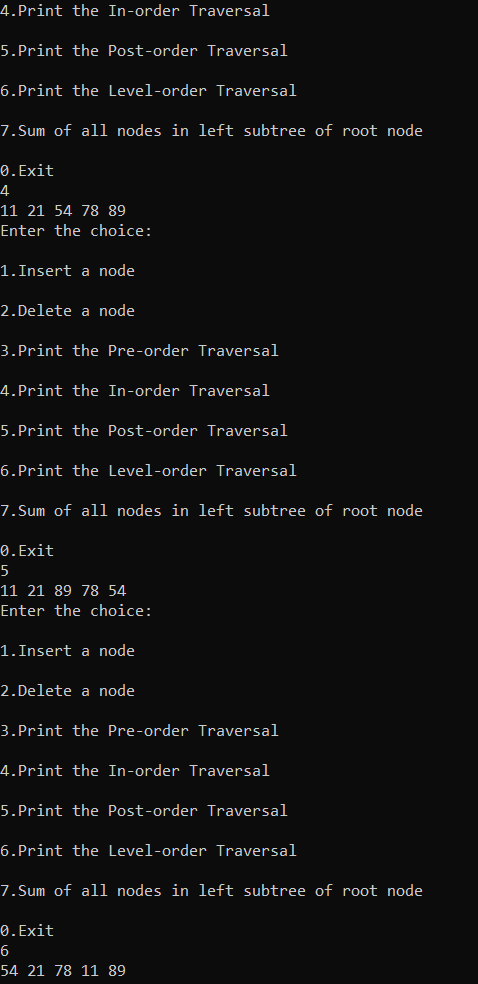 4.Print the In-order Traversal
5.Print the Post-order Traversal
6.Print the Level-order Traversal
7.Sum of all nodes in left subtree of root node
0.Exit
4
11 21 54 78 89
Enter the choice:
1.Insert a node
2.Delete a node
3.Print the Pre-order Traversal
4.Print the In-order Traversal
5.Print the Post-order Traversal
6.Print the Level-order Traversal
7.Sum of all nodes in left subtree of root node
0.Exit
5
11 21 89 78 54
Enter the choice:
1.Insert a node
2.Delete a node
3.Print the Pre-order Traversal
4.Print the In-order Traversal
5.Print the Post-order Traversal
6.Print the Level-order Traversal
7.Sum of all nodes in left subtree of root node
0.Exit
6
54 21 78 11 89